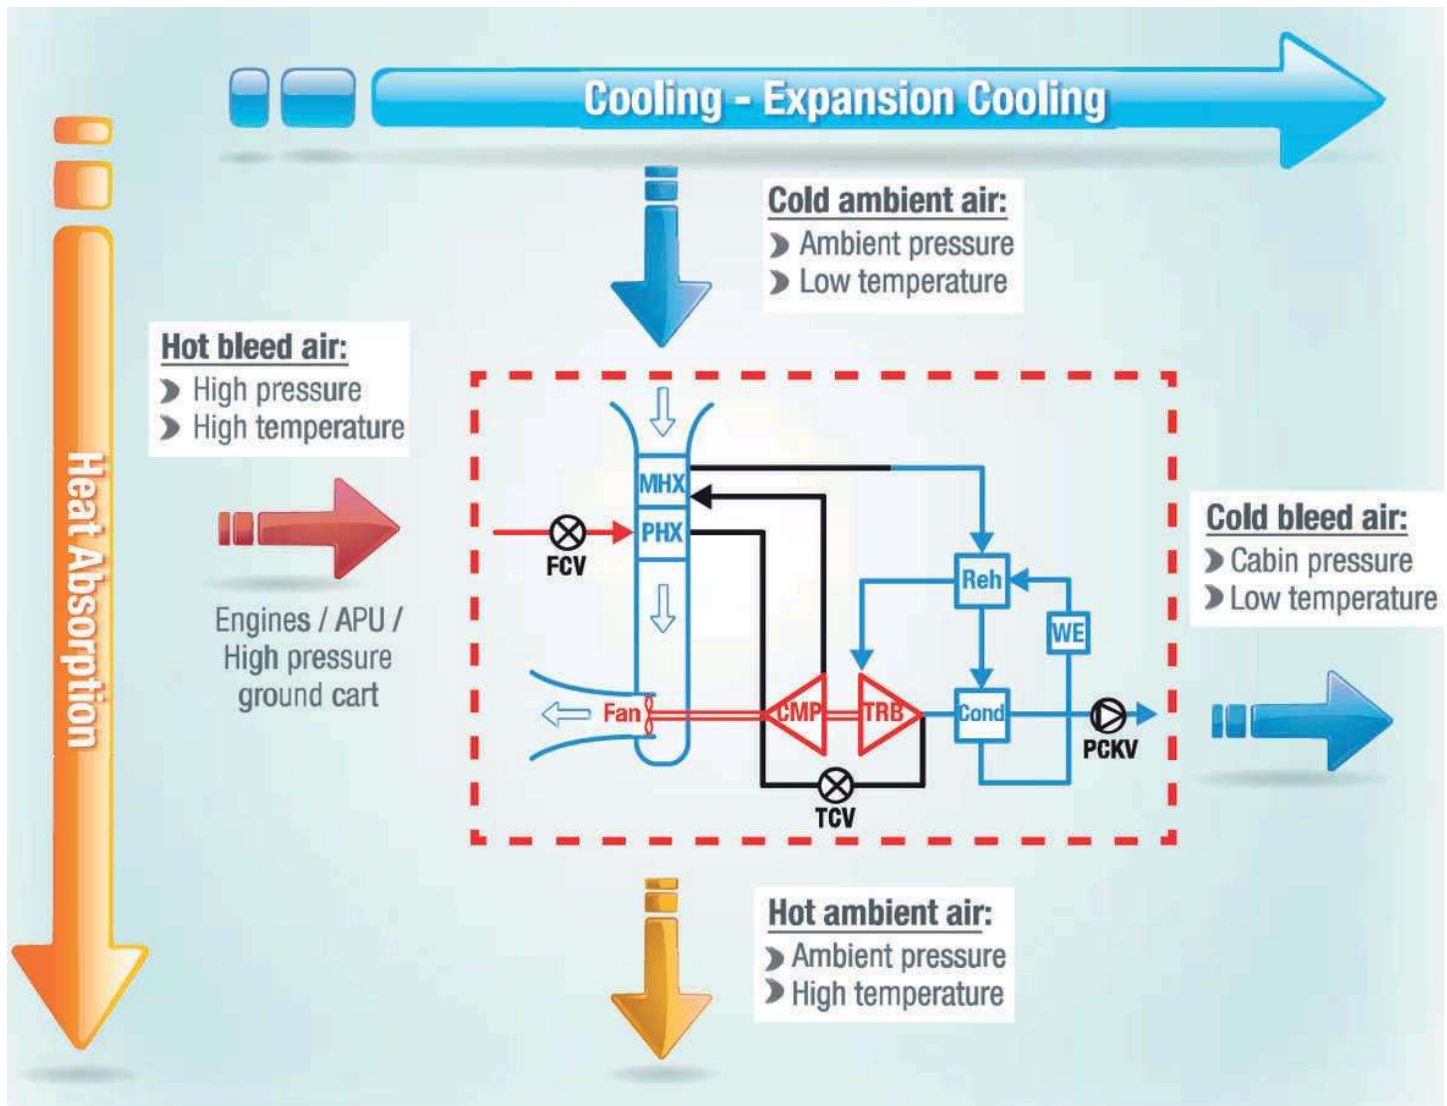 Cooling - Expansion Cooling
Heat Absorption
Cold ambient air:
Ambient pressure
Low temperature
Hot bleed air:
High pressure
High temperature
Engines / APU /
High pressure
ground cart
MHX
PHX
FCV
Reh
WE
Fan
CMP
TRB
Cond
PCKV
TCV
Cold bleed air:
Cabin pressure
Low temperature
Hot ambient air:
Ambient pressure
High temperature